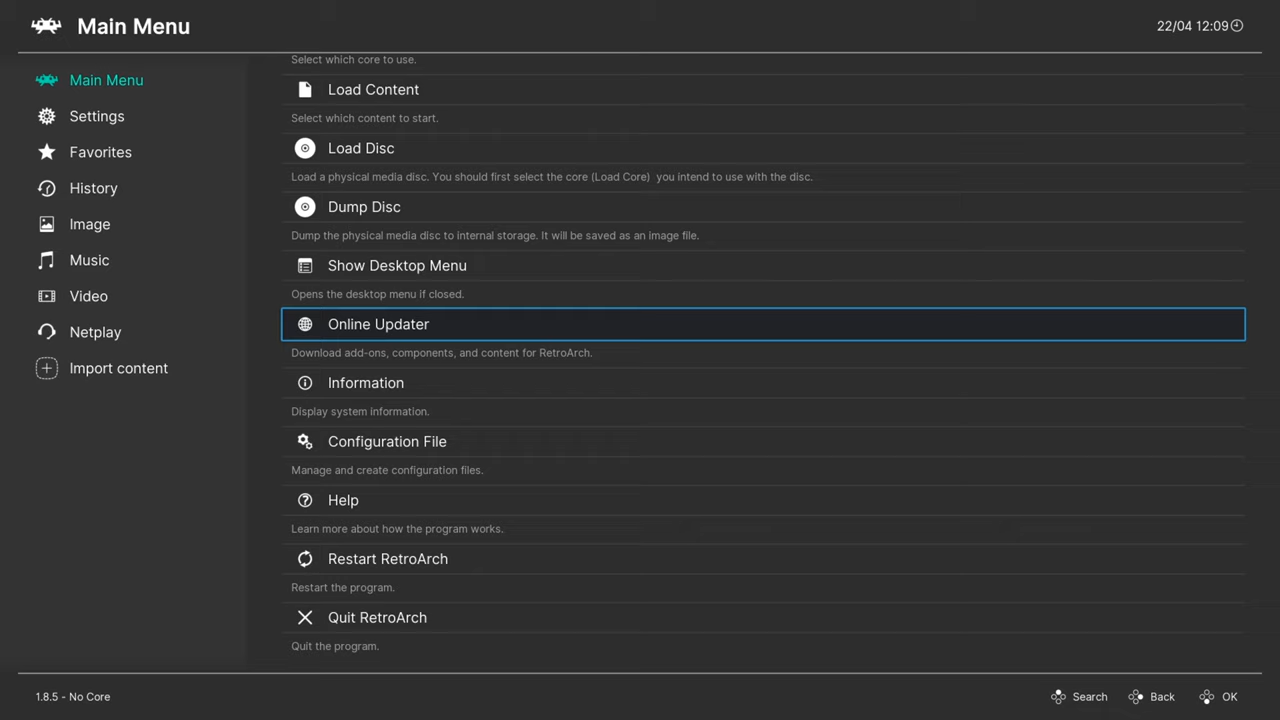 Main Menu
22/04 12:09
Main Menu
Settings
Favorites
History
Image
Music
Video
Netplay
Import content
Select which core to use.
Load Content
Select which content to start.
Load Disc
Load a physical media disc. You should first select the core (Load Core) you intend to use with the disc.
Dump Disc
Dump the physical media disc to internal storage. It will be saved as an image file.
Show Desktop Menu
Opens the desktop menu if closed.
Online Updater
Download add-ons, components, and content for RetroArch.
Information
Display system information.
Configuration File
Manage and create configuration files.
Help
Learn more about how the program works.
Restart RetroArch
Restart the program.
Quit RetroArch
Quit the program.
1.8.5 - No Core
Search Back OK